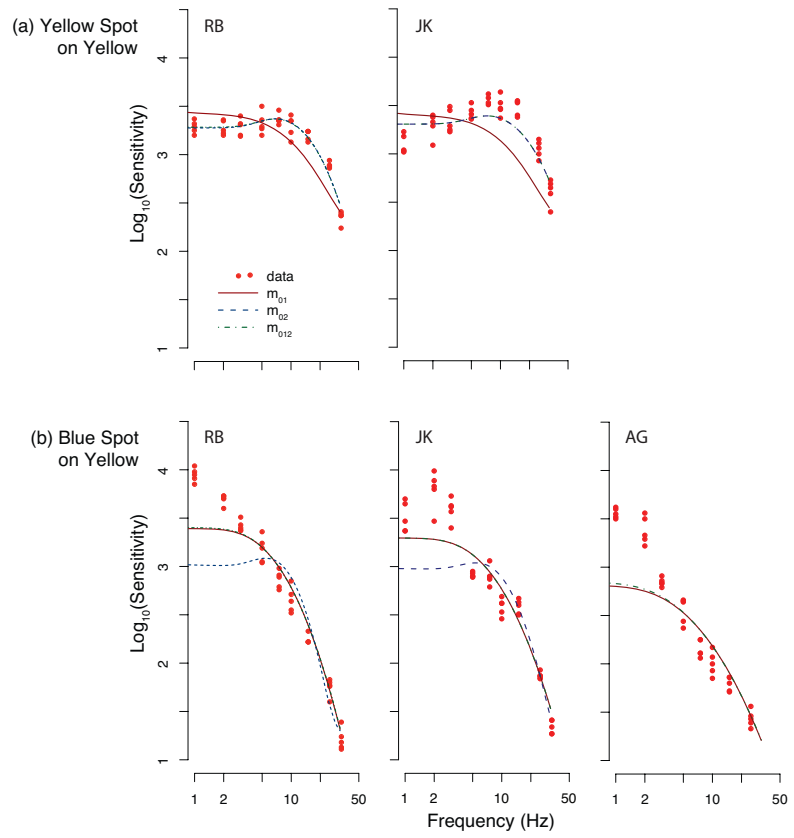 (a) Yellow Spot
on Yellow
RB
JK
4
3
2
1
Log10(Sensitivity)
data
m01
m02
m012
(b) Blue Spot
on Yellow
RB
JK
AG
4
3
2
1
Log10(Sensitivity)
1 2 10 50
1 2 10 50
1 2 10 50
Frequency (Hz)